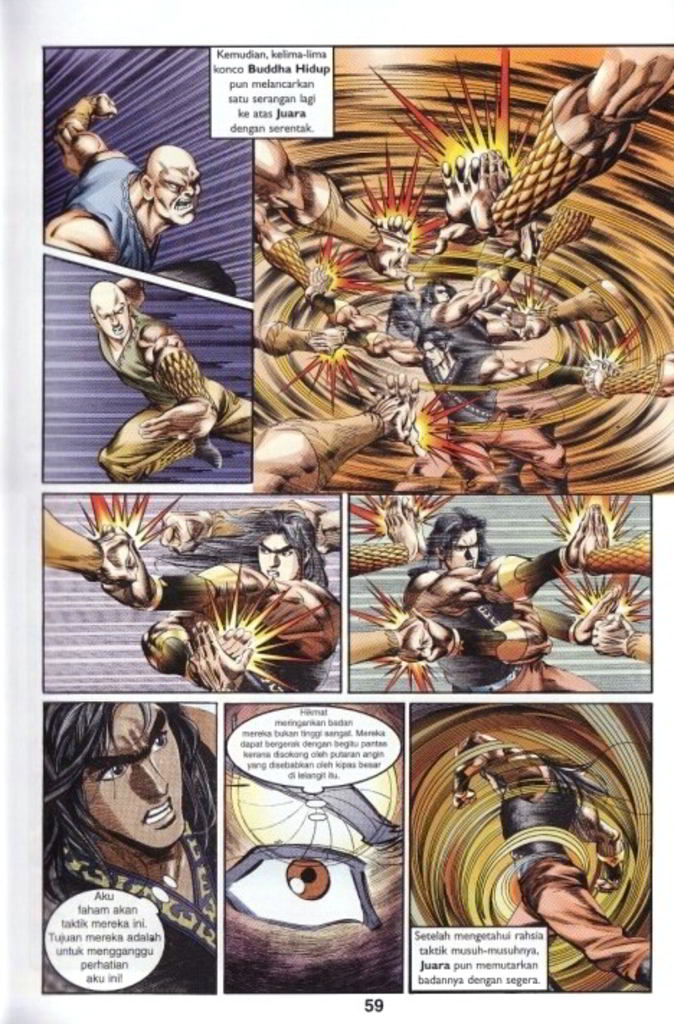 Kemudian, kelima-lima
konco Buddha Hidup
pun melancarkan
satu serangan lagi
ke atas Juara
dengan serentak.
Aku
faham akan
taktik mereka ini.
Tujuan mereka adalah
untuk mengganggu
perhatian
aku ini!
Hikmat
meringankan badan
mereka bukan tinggi sangat. Mereka
dapat bergerak dengan begitu pantas
kerana disokong oleh putaran angin
yang disebabkan oleh kipas besar
di lelangit itu.
Setelah mengetahui rahsia
taktik musuh-musuhnya,
Juara pun memutarkan
badannya dengan segera.
59